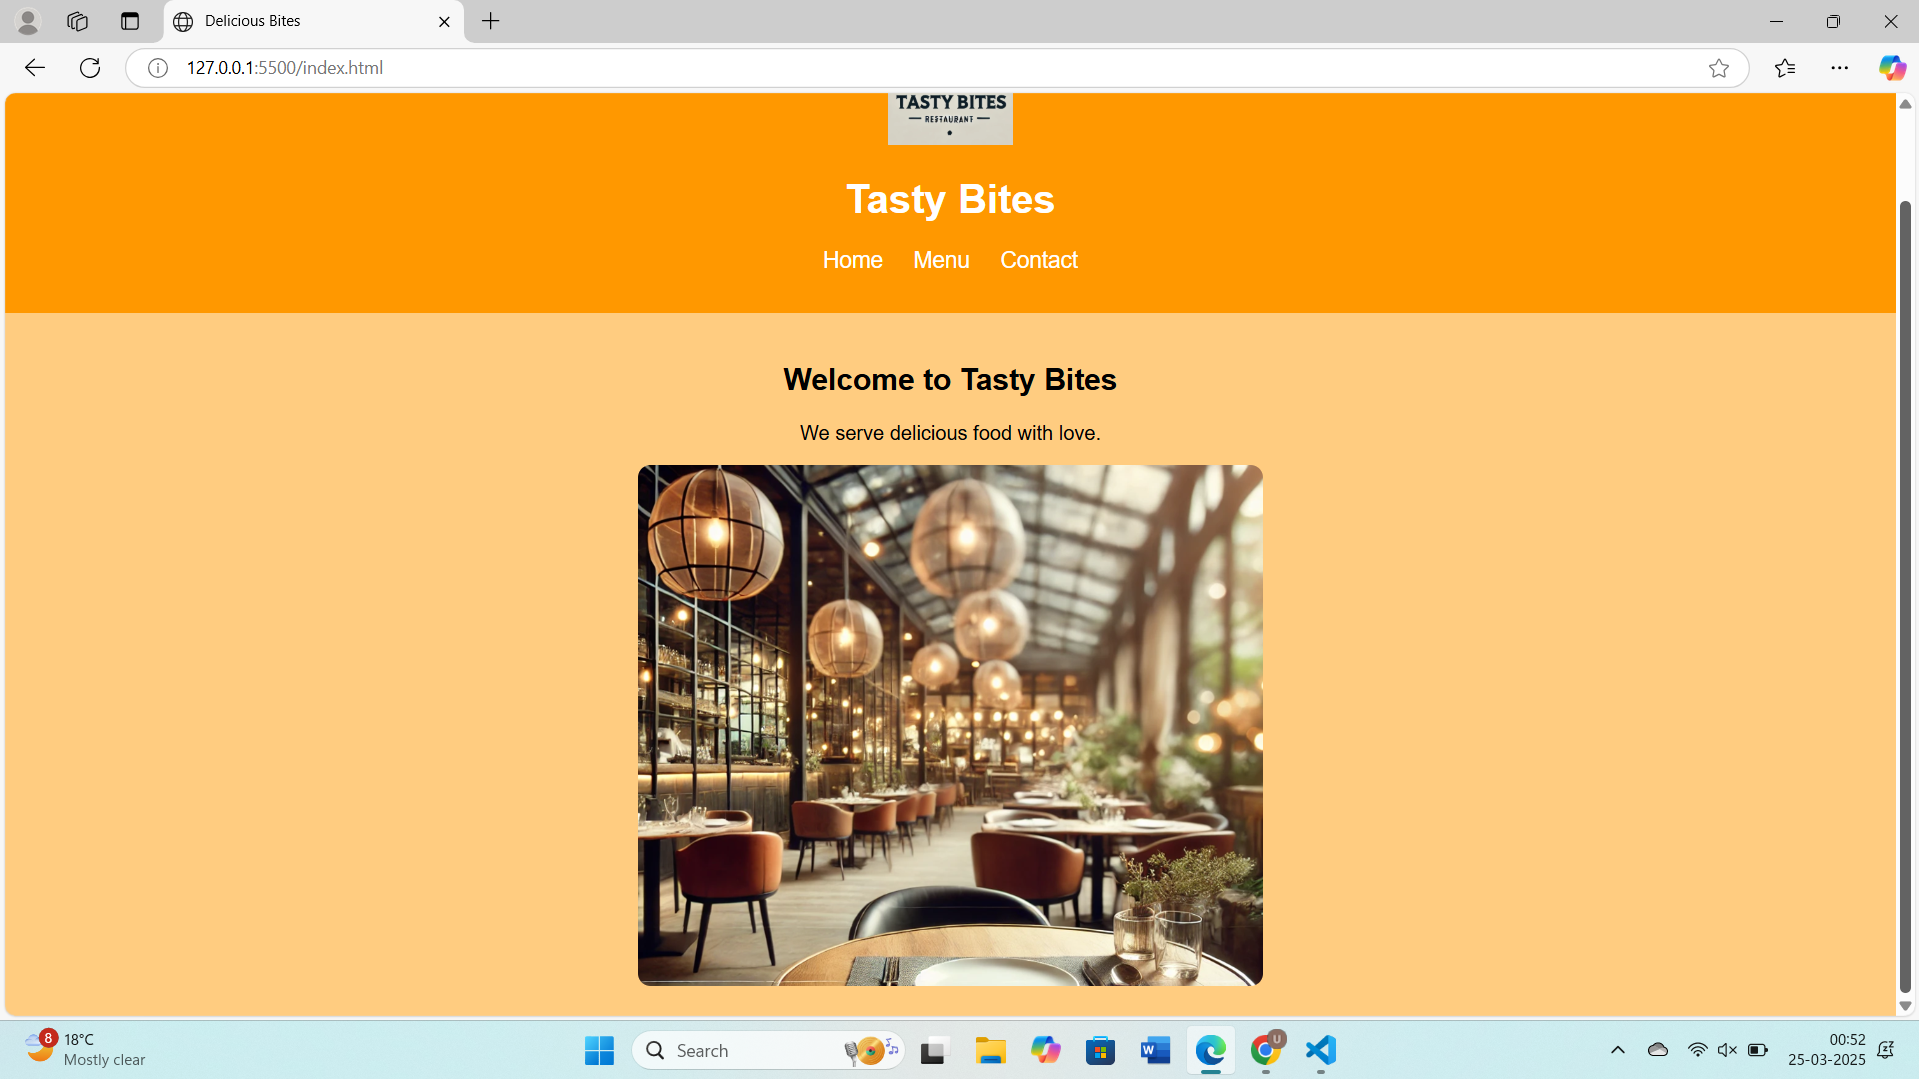 Delicious Bites
127.0.0.1:5500/index.html
TASTY BITES
RESTAURANT
Tasty Bites
Home Menu Contact
Welcome to Tasty Bites
We serve delicious food with love.
8
18°C
Mostly clear
Search
W
U
00:52
25-03-2025